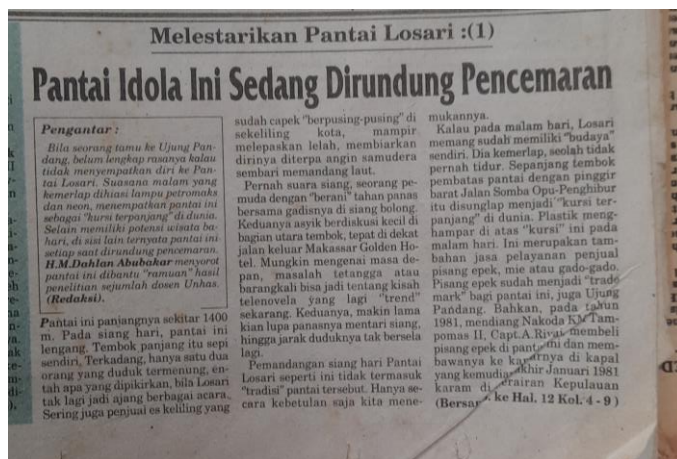 Melestarikan Pantai Losari :(1)
Pantai Idola Ini Sedang Dirundung Pencemaran
Pengantar :
Bila seorang tamu ke Ujung Pan-
dang, belum lengkap rasanya kalau
tidak menyempatkan diri ke Pan-
tai Losari. Suasana malam yang
kemerlap dihiasi lampu petromaks
dan neon, menempatkan pantai ini
sebagai "kursi terpanjang" di dunia.
Selain memiliki potensi wisata ba-
hari, di sisi lain ternyata pantai ini
setiap saat dirundung pencemaran.
H.M.Dahlan Abubakar menyorot
pantai ini dibantu "ramuan" hasil
penelitian sejumlah dosen Unhas.
(Redaksi).
Pantai ini panjangnya sekitar 1400
m. Pada siang hari, pantai ini
lengang. Tembok panjang itu sepi
sendiri, Terkadang, hanya satu dua
orang yang duduk termenung, en-
tah apa yang dipikirkan, bila Losari
tak lagi jadi ajang berbagai acara.
Sering juga penjual es keliling yang
sudah capek "berpusing-pusing" di
sekeliling kota, mampir
melepaskan lelah, membiarkan
dirinya diterpa angin samudera
sembari memandang laut.
Pernah suara siang, seorang pe-
muda dengan "berani" tahan panas
bersama gadisnya di siang bolong.
Keduanya asyik berdiskusi kecil di
bagian utara tembok, tepat di dekat
jalan keluar Makassar Golden Ho-
tel. Mungkin mengenai masa de-
pan, masalah tetangga atau
barangkali bisa jadi tentang kisah
telenovela yang lagi "trend"
sekarang. Keduanya, makin lama
kian lupa panasnya mentari siang,
hingga jarak duduknya tak bersela
lagi.
Pemandangan siang hari Pantai
Losari seperti ini tidak termasuk
"tradisi" pantai tersebut. Hanya se-
cara kebetulan saja kita mene-
mukannya.
Kalau pada malam hari, Losari
memang sudah memiliki "budaya"
sendiri. Dia kemerlap, seolah tidak
pernah tidur. Sepanjang tembok
pembatas pantai dengan pinggir
barat Jalan Somba Opu-Penghibur
itu disunglap menjadi "kursi ter-
panjang" di dunia. Plastik meng-
hampar di atas "kursi" ini pada
malam hari. Ini merupakan tam-
bahan jasa pelayanan penjual
pisang epek, mie atau gado-gado.
Pisang epek sudah menjadi "trade
mark" bagi pantai ini, juga Ujung
Pandang. Bahkan, pada tahun
1981, mendiang Nakoda KM Tam-
pomas II, Capt.A.Rivai membeli
pisang epek di pantai ini dan mem-
bawanya ke kamarnya di kapal
yang kemudian akhir Januari 1981
karam di perairan Kepulauan
(Bersam ke Hal. 12 Kol. 4 - 9 )